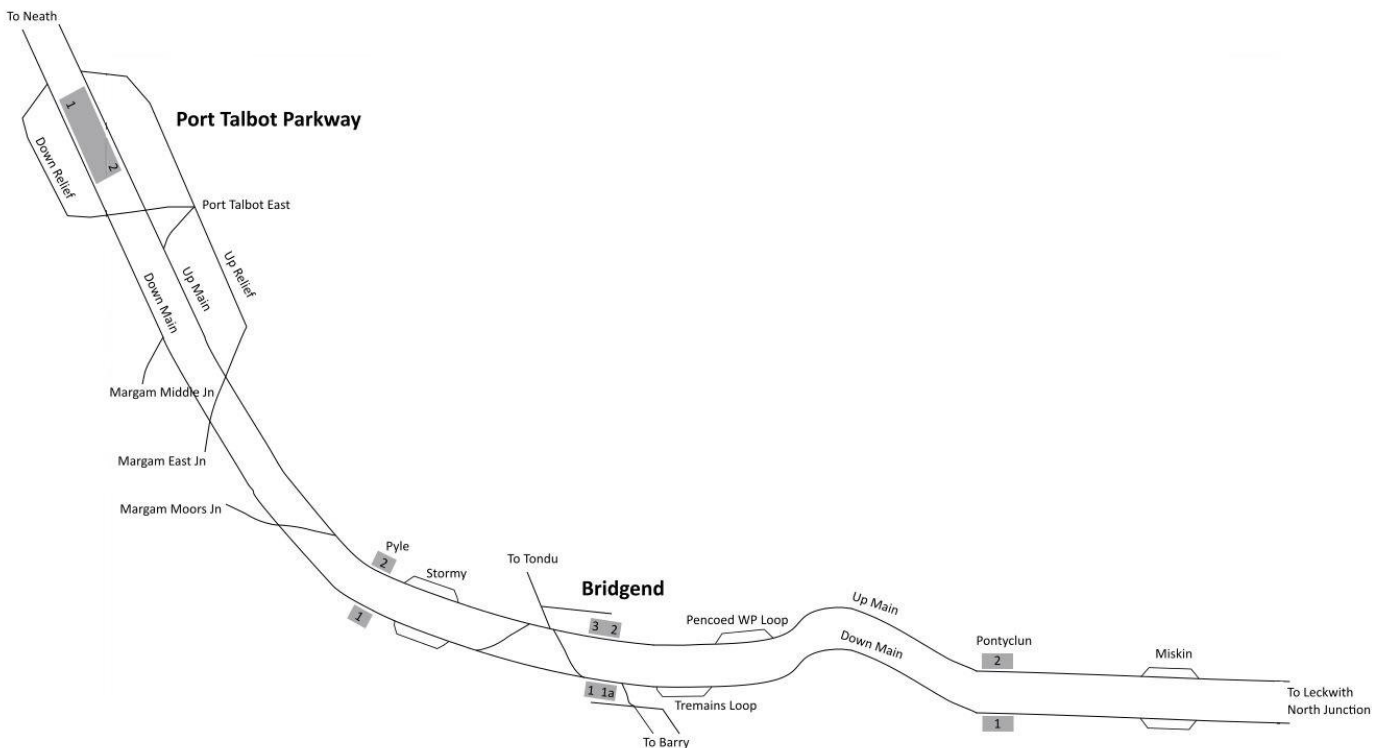 To Neath
1
2
Port Talbot Parkway
Down Relief
Port Talbot East
Up Relief
Up Main
Down Main
Margam Middle Jn
Margam East Jn
Margam Moors Jn
Pyle
2
1
Stormy
To Tondu
Bridgend
3 2
1 1a
To Barry
Pencoed WP Loop
Tremains Loop
Up Main
Down Main
Pontyclun
2
1
Miskin
To Leckwith
North Junction